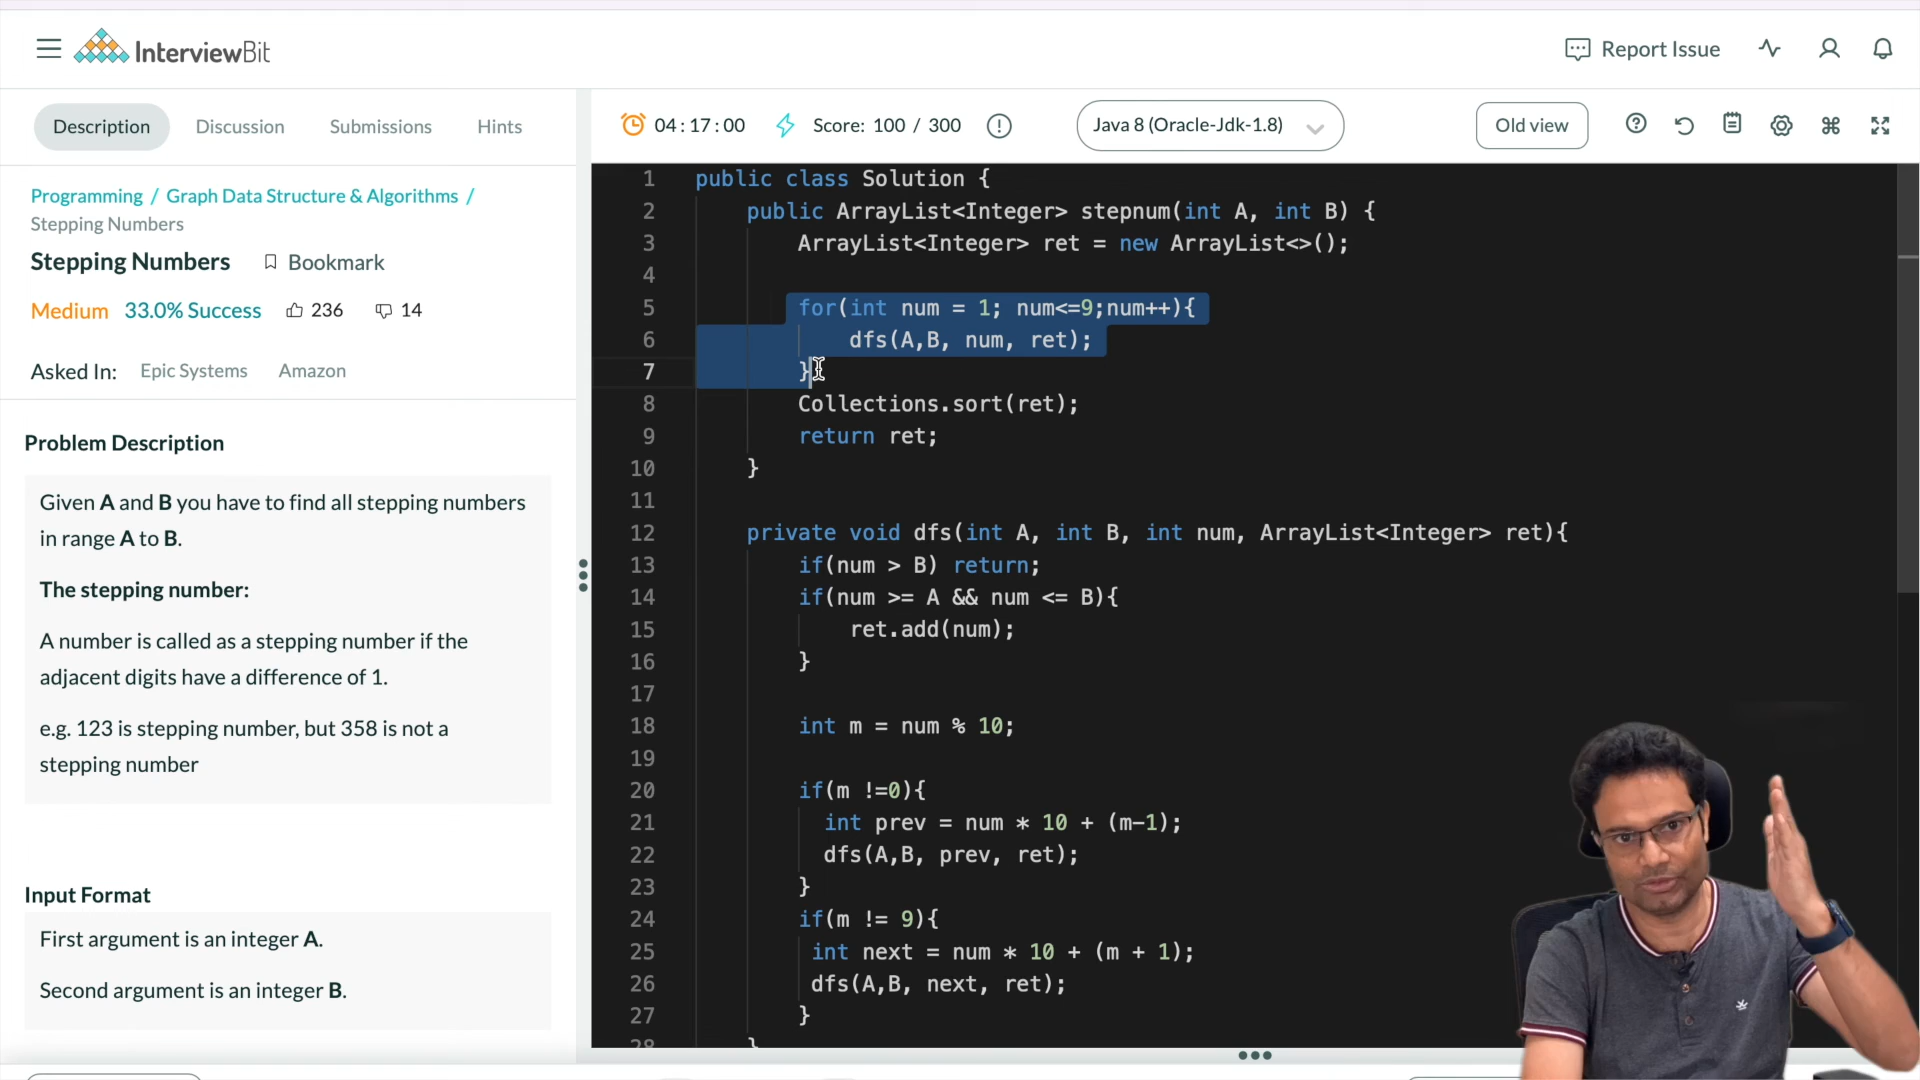 InterviewBit
Report Issue
Description
Discussion
Submissions
Hints
04 : 17 : 00
Score: 100 / 300
Java 8 (Oracle-Jdk-1.8)
Old view
Programming / Graph Data Structure & Algorithms /
Stepping Numbers
Stepping Numbers
Bookmark
Medium 33.0% Success 236 14
Asked In: Epic Systems Amazon
Problem Description
Given A and B you have to find all stepping numbers
in range A to B.
The stepping number:
A number is called as a stepping number if the
adjacent digits have a difference of 1.
e.g. 123 is stepping number, but 358 is not a
stepping number
Input Format
First argument is an integer A.
Second argument is an integer B.
1 public class Solution {
2 public ArrayList<Integer> stepnum(int A, int B) {
3 ArrayList<Integer> ret = new ArrayList<>();
4
5 for(int num = 1; num<=9;num++){
6 dfs(A,B, num, ret);
7 }
8 Collections.sort(ret);
9 return ret;
10 }
11
12 private void dfs(int A, int B, int num, ArrayList<Integer> ret){
13 if(num > B) return;
14 if(num >= A && num <= B){
15 ret.add(num);
16 }
17
18 int m = num % 10;
19
20 if(m !=0){
21 int prev = num * 10 + (m-1);
22 dfs(A,B, prev, ret);
23 }
24 if(m != 9){
25 int next = num * 10 + (m + 1);
26 dfs(A,B, next, ret);
27 }
28 }